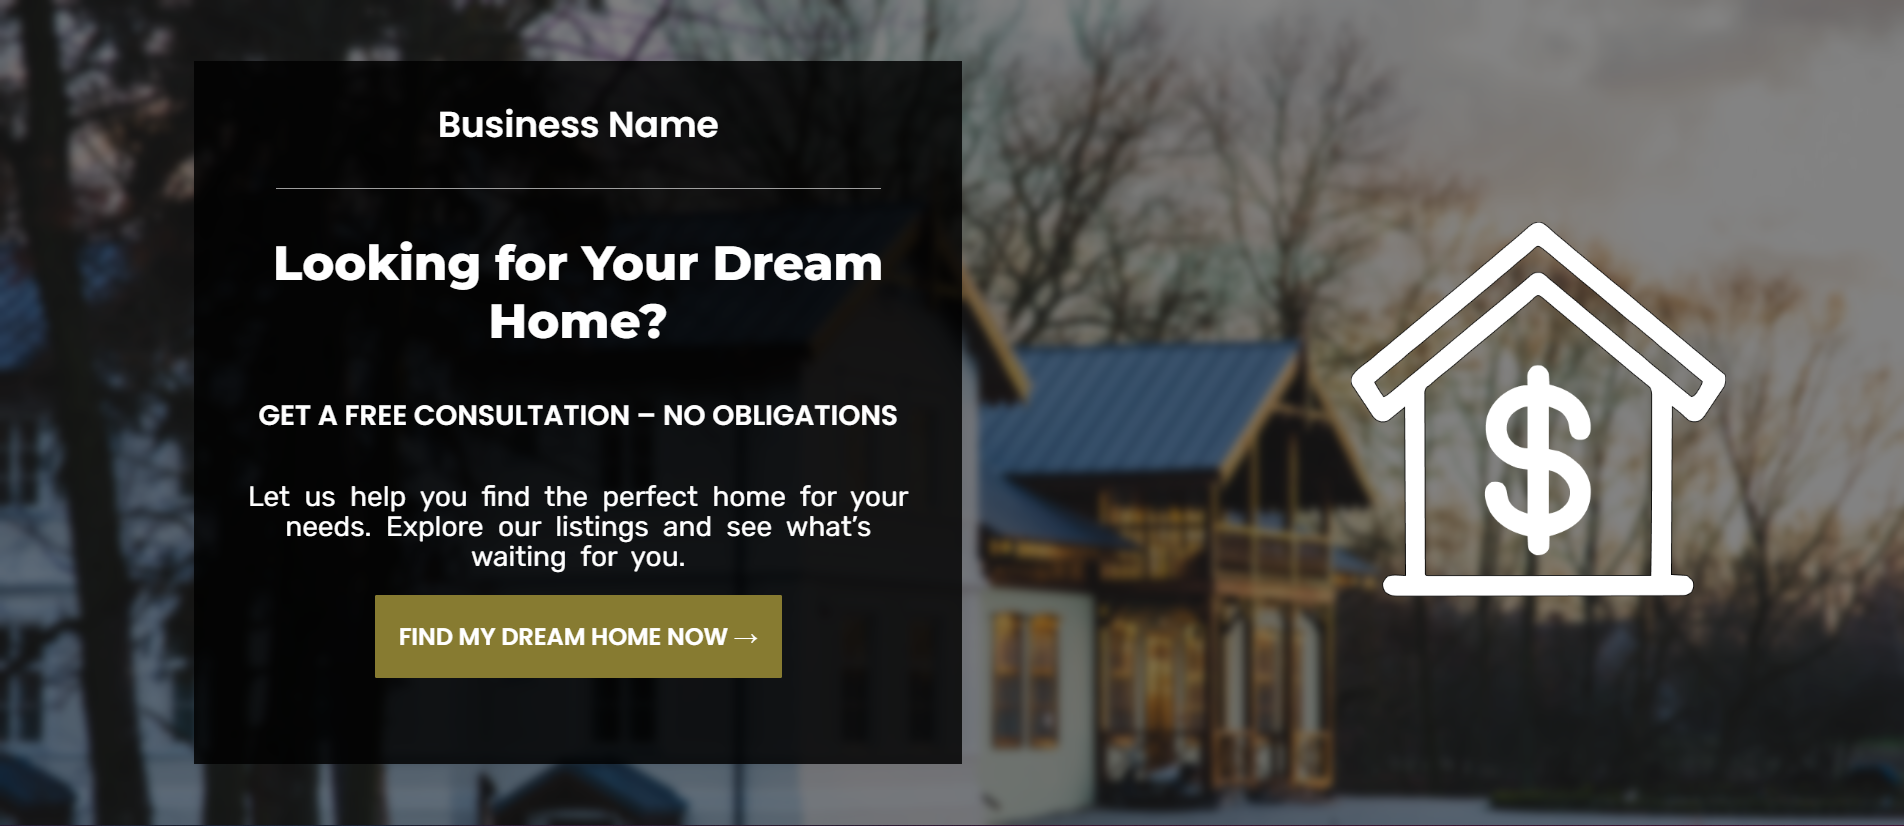 Business Name
Looking for Your Dream
Home?
GET A FREE CONSULTATION – NO OBLIGATIONS
Let us help you find the perfect home for your
needs. Explore our listings and see what’s
waiting for you.
FIND MY DREAM HOME NOW →
$